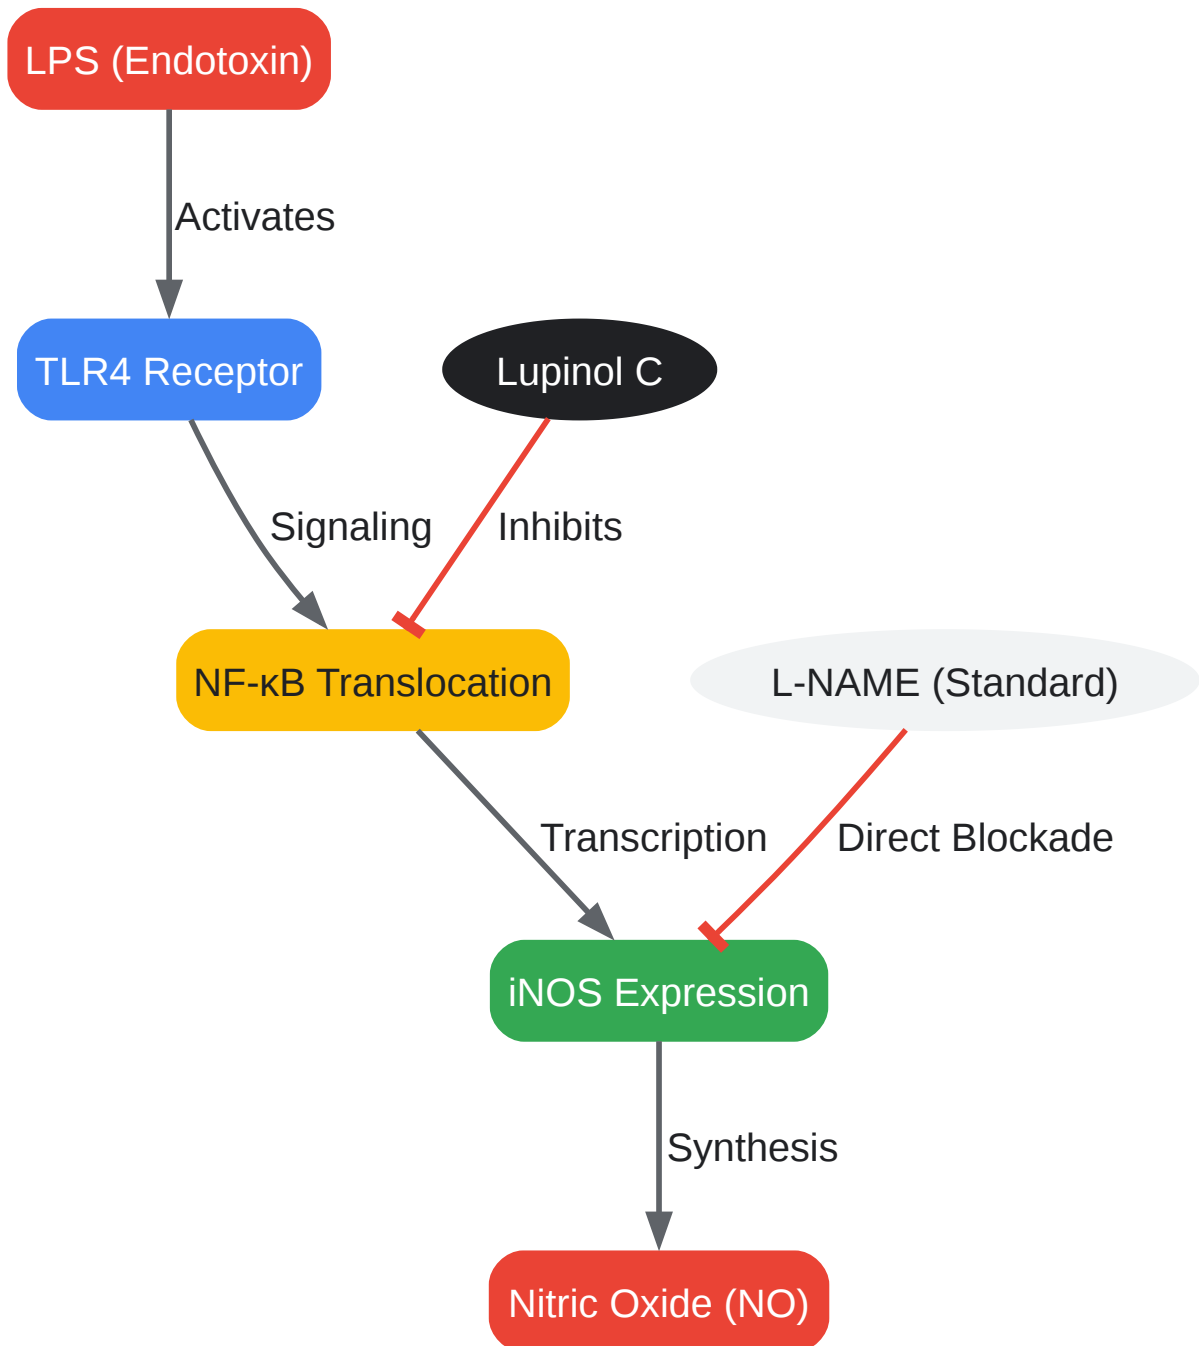 LPS (Endotoxin)
Activates
TLR4 Receptor
Lupinol C
Signaling
Inhibits
NF-κB Translocation
L-NAME (Standard)
Transcription
Direct Blockade
iNOS Expression
Synthesis
Nitric Oxide (NO)